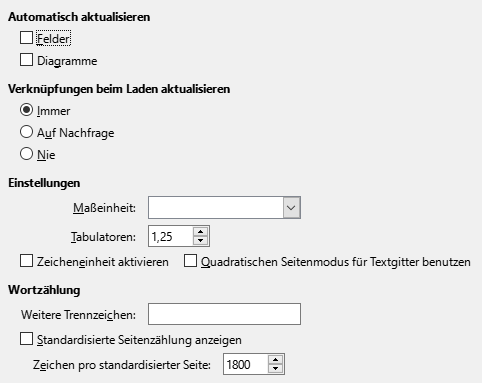 Automatisch aktualisieren
Felder
Diagramme
Verknüpfungen beim Laden aktualisieren
Immer
Auf Nachfrage
Nie
Einstellungen
Maßeinheit:
Tabulatoren: 1,25
Zeicheneinheit aktivieren Quadratischen Seitenmodus für Textgitter benutzen
Wortzählung
Weitere Trennzeichen:
Standardisierte Seitenzählung anzeigen
Zeichen pro standardisierter Seite: 1800